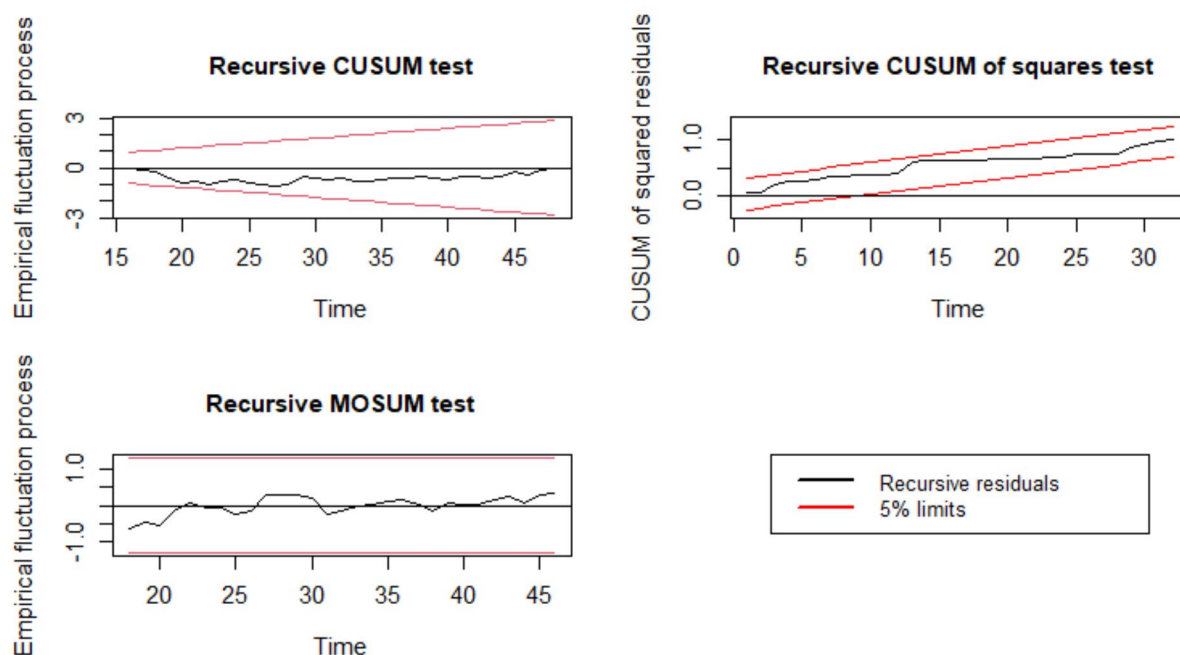 Recursive CUSUM test
Empirical fluctuation process
3
0
-3
15 20 25 30 35 40 45
Time
Recursive CUSUM of squares test
CUSUM of squared residuals
1.0
0.0
0 5 10 15 20 25 30
Time
Recursive MOSUM test
Empirical fluctuation process
1.0
-1.0
20 25 30 35 40 45
Time
Recursive residuals
5% limits